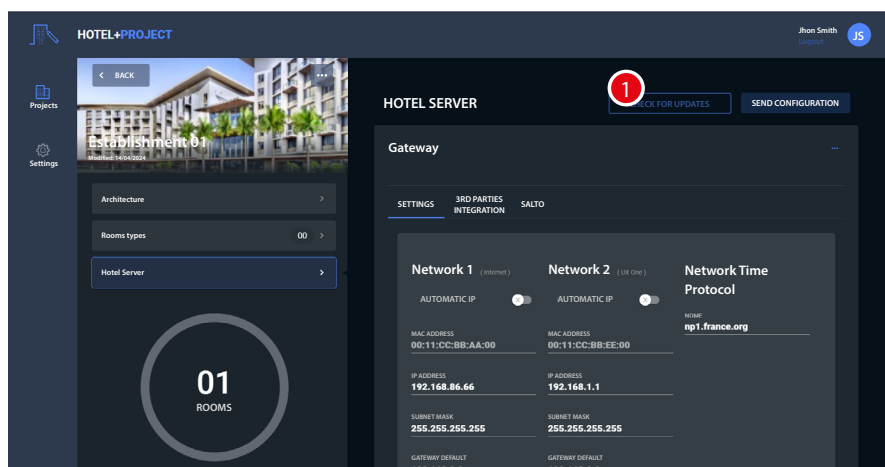 HOTEL+PROJECT
Jhon Smith
Logout
JS
Projects
Settings
BACK
Establishment 01
Modified: 14/04/2024
Architecture
Rooms types 00
Hotel Server
01
ROOMS
HOTEL SERVER
1
CHECK FOR UPDATES
SEND CONFIGURATION
Gateway
SETTINGS
3RD PARTIES
INTEGRATION
SALTO
Network 1 ( Internet )
AUTOMATIC IP
MAC ADDRESS
00:11:CC:BB:AA:00
IP ADDRESS
192.168.86.66
SUBNET MASK
255.255.255.255
GATEWAY DEFAULT
Network 2 ( UX One )
AUTOMATIC IP
MAC ADDRESS
00:11:CC:BB:EE:00
IP ADDRESS
192.168.1.1
SUBNET MASK
255.255.255.255
GATEWAY DEFAULT
Network Time
Protocol
NOME
np1.france.org